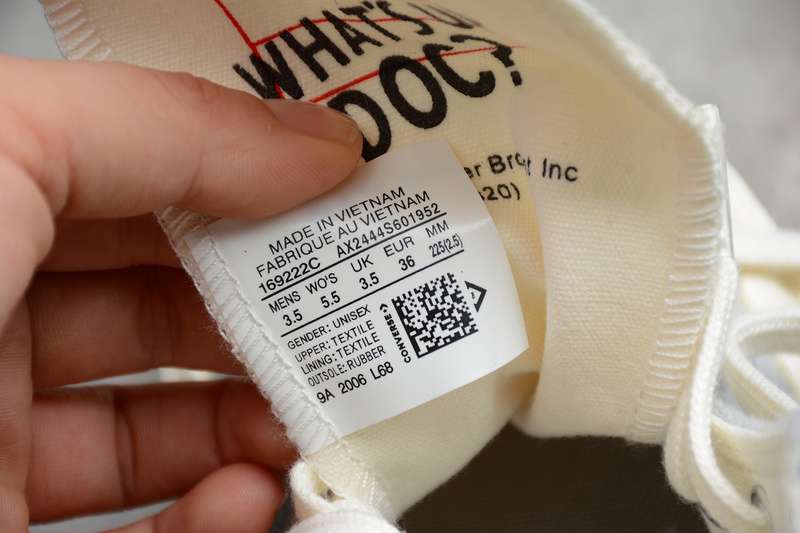 WHAT'S U
DOC?
er Bro Inc
20)
MADE IN VIETNAM
FABRIQUE AU VIETNAM
169222C AX2444S601952
MENS WO'S UK EUR MM
3.5 5.5 3.5 36 225(2.5)
GENDER: UNISEX
UPPER: TEXTILE
LINING: TEXTILE
OUTSOLE: RUBBER
9A 2006 L68
CONVERSE